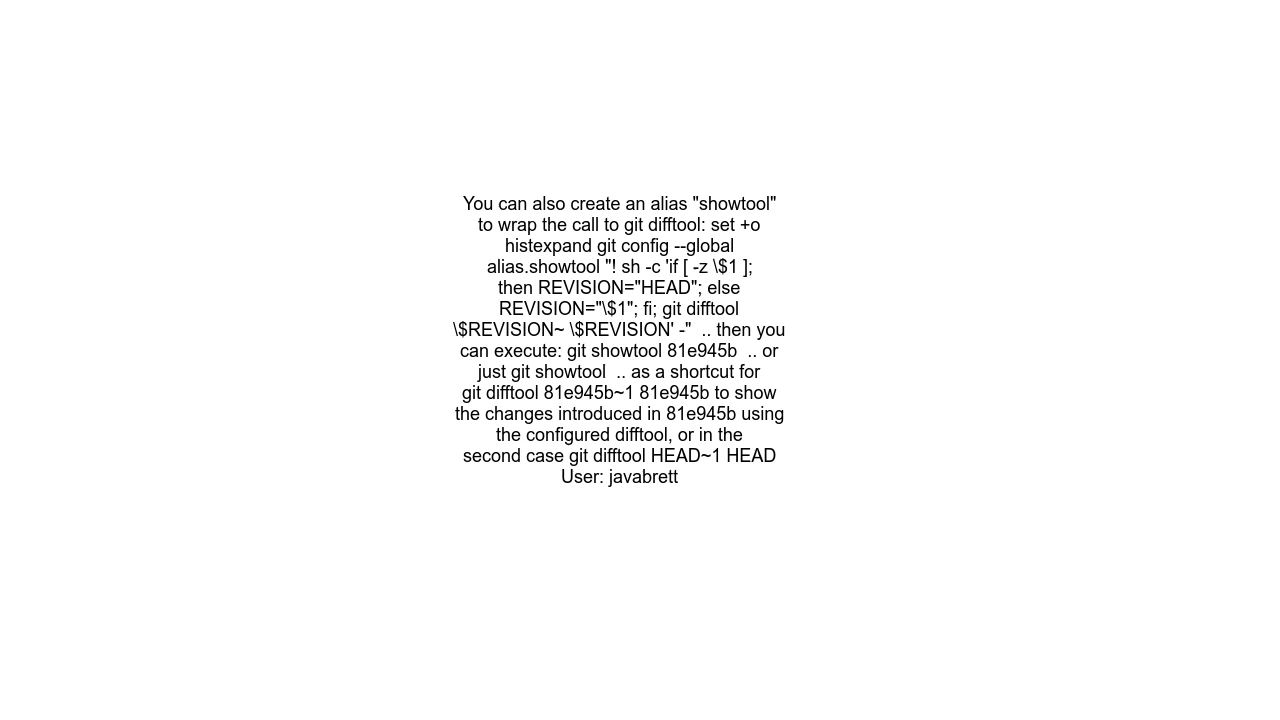 You can also create an alias "showtool"
to wrap the call to git difftool: set +o
histexpand git config --global
alias.showtool "! sh -c 'if [ -z \$1 ];
then REVISION="HEAD"; else
REVISION="\$1"; fi; git difftool
\$REVISION~ \$REVISION' -"  .. then you
can execute: git showtool 81e945b  .. or
just git showtool  .. as a shortcut for
git difftool 81e945b~1 81e945b to show
the changes introduced in 81e945b using
the configured difftool, or in the
second case git difftool HEAD~1 HEAD
User: javabrett